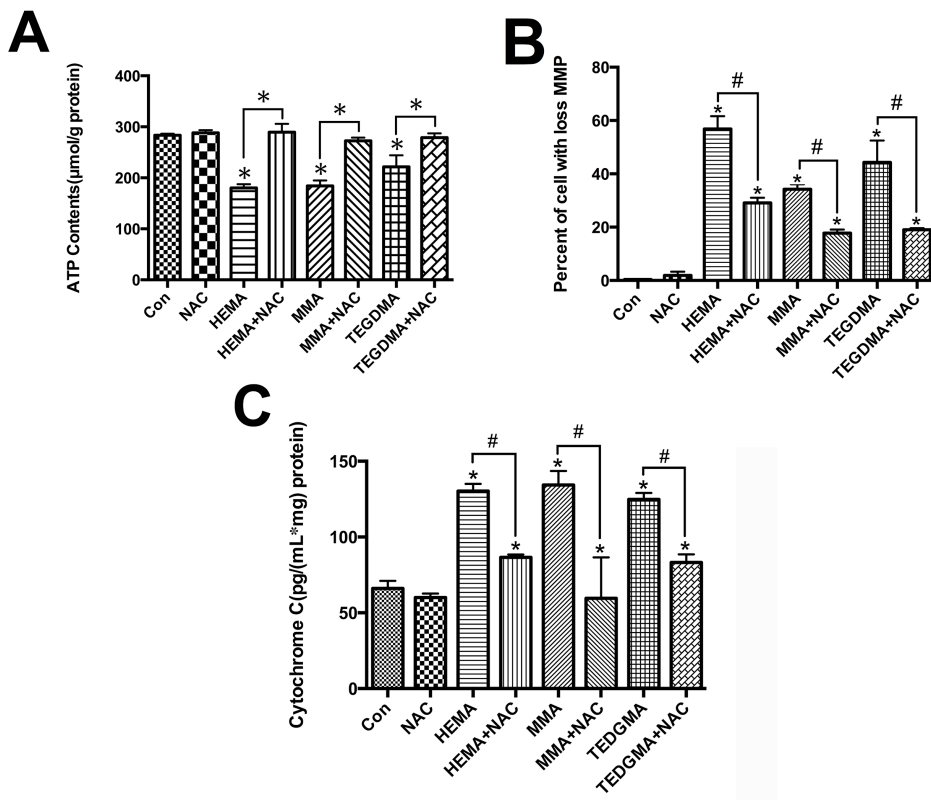 A
ATP Contents(μmol/g protein)
400
300
200
100
0
*
*
*
*
*
*
Con
NAC
HEMA
HEMA+NAC
MMA
MMA+NAC
TEGDMA
TEGDMA+NAC
B
Percent of cell with loss MMP
80
60
40
20
0
#
#
#
*
*
*
*
*
*
Con
NAC
HEMA
HEMA+NAC
MMA
MMA+NAC
TEGDMA
TEGDMA+NAC
C
Cytochrome C(pg/(mL*mg) protein)
150
100
50
0
#
#
#
*
*
*
*
*
*
Con
NAC
HEMA
HEMA+NAC
MMA
MMA+NAC
TEDGMA
TEDGMA+NAC